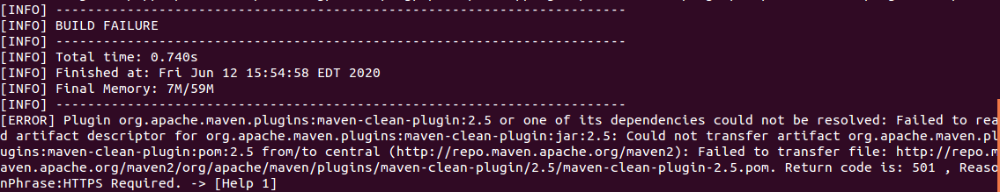 [INFO] ------------------------------------------------------------------------
[INFO] BUILD FAILURE
[INFO] ------------------------------------------------------------------------
[INFO] Total time: 0.740s
[INFO] Finished at: Fri Jun 12 15:54:58 EDT 2020
[INFO] Final Memory: 7M/59M
[INFO] ------------------------------------------------------------------------
[ERROR] Plugin org.apache.maven.plugins:maven-clean-plugin:2.5 or one of its dependencies could not be resolved: Failed to rea
d artifact descriptor for org.apache.maven.plugins:maven-clean-plugin:jar:2.5: Could not transfer artifact org.apache.maven.pl
ugins:maven-clean-plugin:pom:2.5 from/to central (http://repo.maven.apache.org/maven2): Failed to transfer file: http://repo.m
aven.apache.org/maven2/org/apache/maven/plugins/maven-clean-plugin/2.5/maven-clean-plugin-2.5.pom. Return code is: 501 , Reaso
nPhrase:HTTPS Required. -> [Help 1]